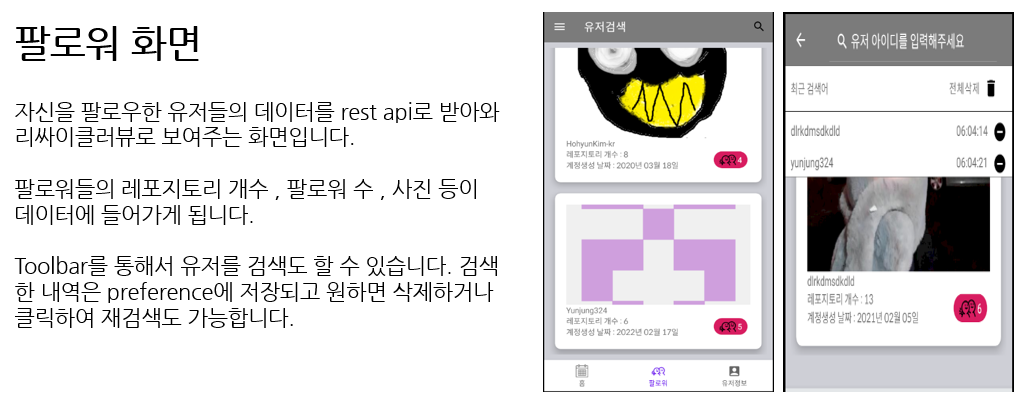 팔로워 화면
자신을 팔로우한 유저들의 데이터를 rest api로 받아와
리싸이클러뷰로 보여주는 화면입니다.
팔로워들의 레포지토리 개수 , 팔로워 수 , 사진 등이
데이터에 들어가게 됩니다.
Toolbar를 통해서 유저를 검색도 할 수 있습니다. 검색
한 내역은 preference에 저장되고 원하면 삭제하거나
클릭하여 재검색도 가능합니다.
유저검색
HohyunKim-kr
레포지토리 개수 : 8
계정생성 날짜 : 2020년 03월 18일
4
Yunjung324
레포지토리 개수 : 6
계정생성 날짜 : 2022년 02월 17일
5
홈
팔로워
유저정보
유저 아이디를 입력해주세요
최근 검색어
전체삭제
dlrkdmsdkdld
06:04:14
yunjung324
06:04:21
dlrkdmsdkdld
레포지토리 개수 : 13
계정생성 날짜 : 2021년 02월 05일
6